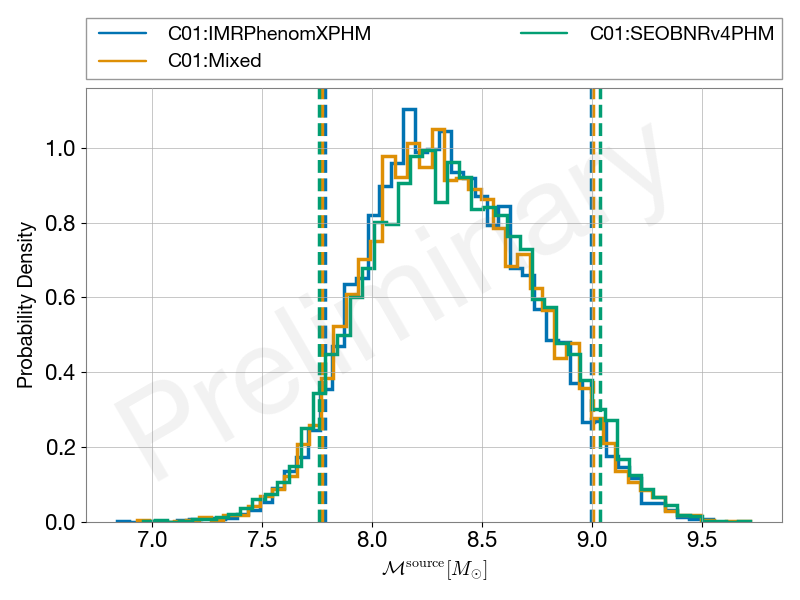 C01:IMRPhenomXPHM
C01:SEOBNRv4PHM
C01:Mixed
Preliminary
Probability Density
1.0
0.8
0.6
0.4
0.2
0.0
7.0 7.5 8.0 8.5 9.0 9.5
ℳ^source [M_⊙]